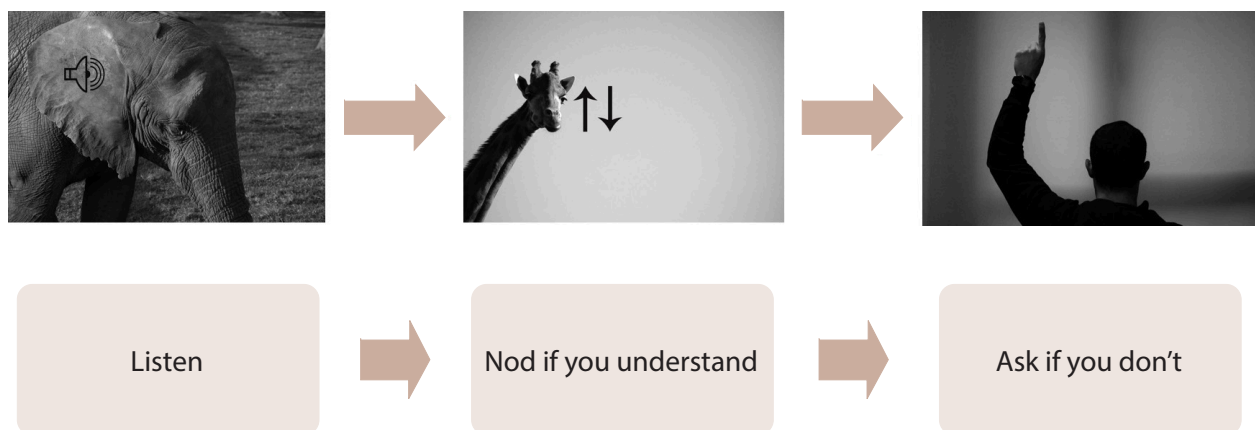 Listen
Nod if you understand
Ask if you don’t